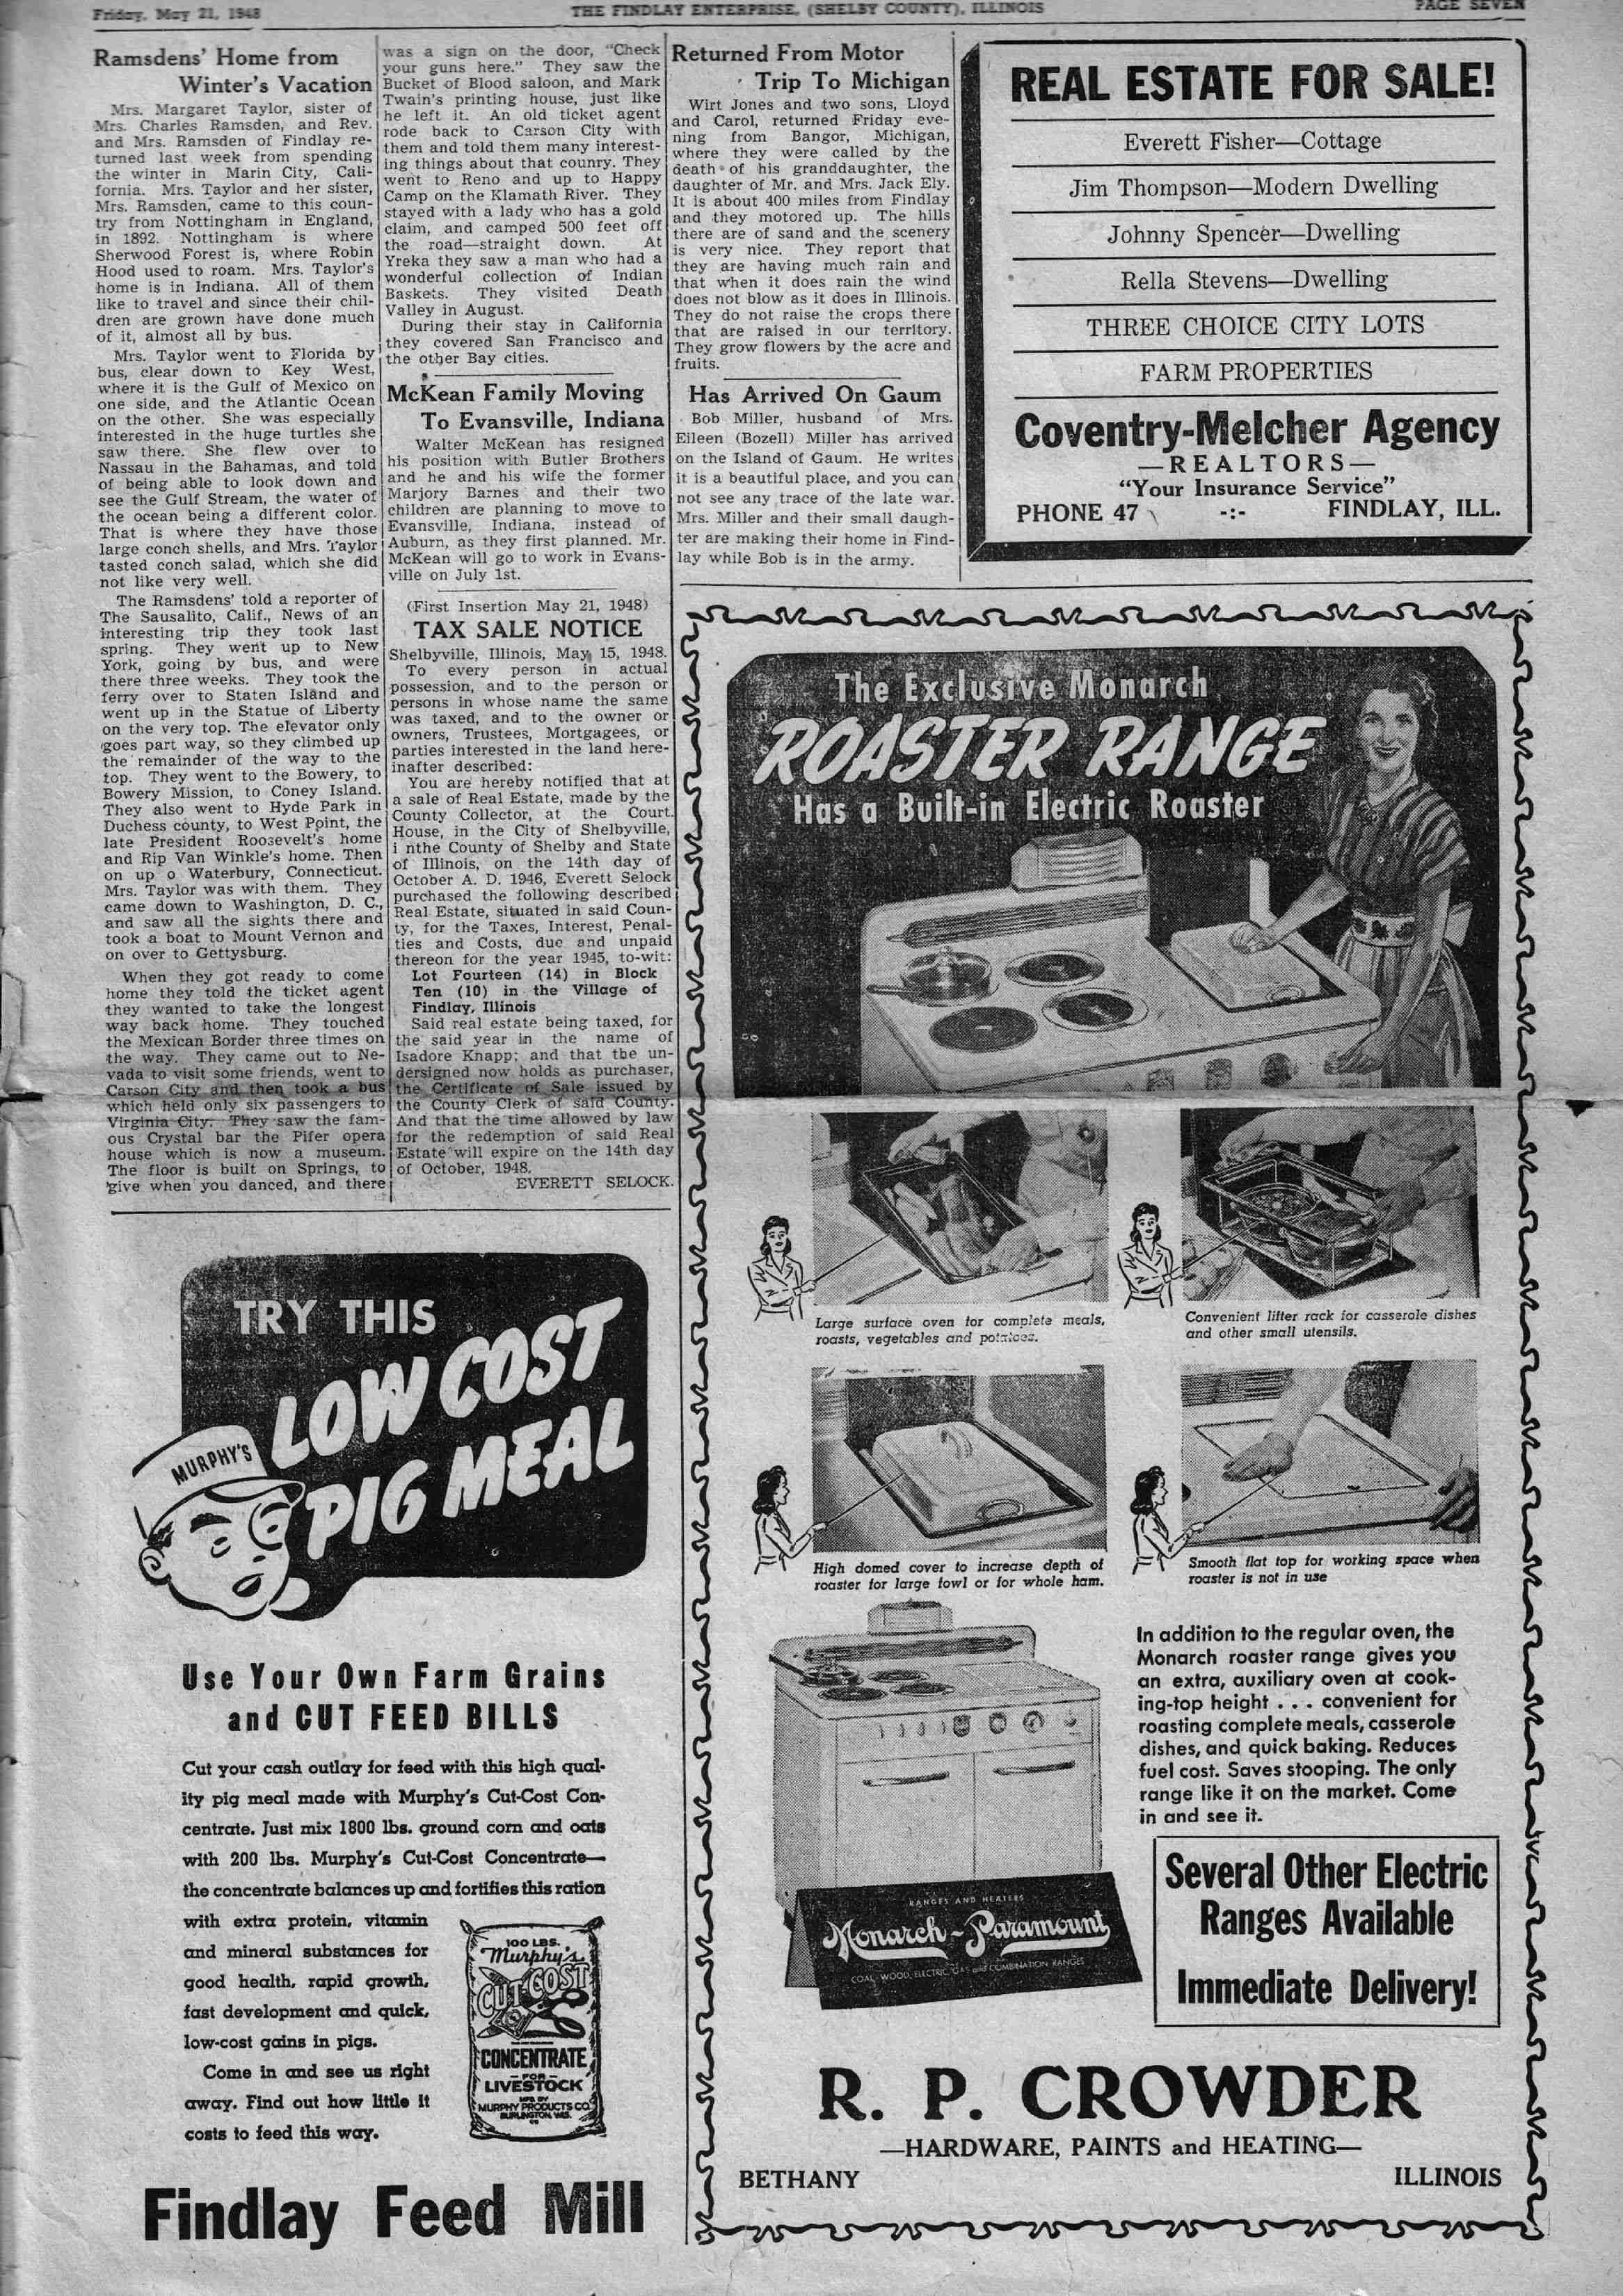 Friday, May 21, 1948
THE FINDLAY ENTERPRISE, (SHELBY COUNTY), ILLINOIS
PAGE SEVEN
Ramsdens' Home from
Winter's Vacation
Mrs. Margaret Taylor, sister of
Mrs. Charles Ramsden, and Rev.
and Mrs. Ramsden of Findlay re-
turned last week from spending
the winter in Marin City, Cali-
fornia. Mrs. Taylor and her sister,
Mrs. Ramsden, came to this coun-
try from Nottingham in England,
in 1892. Nottingham is where
Sherwood Forest is, where Robin
Hood used to roam. Mrs. Taylor's
home is in Indiana. All of them
like to travel and since their chil-
dren are grown have done much
of it, almost all by bus.
Mrs. Taylor went to Florida by
bus, clear down to Key West,
where it is the Gulf of Mexico on
one side, and the Atlantic Ocean
on the other. She was especially
interested in the huge turtles she
saw there. She flew over to
Nassau in the Bahamas, and told
of being able to look down and
see the Gulf Stream, the water of
the ocean being a different color.
That is where they have those
large conch shells, and Mrs. Taylor
tasted conch salad, which she did
not like very well.
The Ramsdens' told a reporter of
The Sausalito, Calif., News of an
interesting trip they took last
spring. They went up to New
York, going by bus, and were
there three weeks. They took the
ferry over to Staten Island and
went up in the Statue of Liberty
on the very top. The elevator only
goes part way, so they climbed up
the remainder of the way to the
top. They went to the Bowery, to
Bowery Mission, to Coney Island.
They also went to Hyde Park in
Duchess county, to West Point, the
late President Roosevelt's home
and Rip Van Winkle's home. Then
on up o Waterbury, Connecticut.
Mrs. Taylor was with them. They
came down to Washington, D. C.,
and saw all the sights there and
took a boat to Mount Vernon and
on over to Gettysburg.
When they got ready to come
home they told the ticket agent
they wanted to take the longest
way back home. They touched
the Mexican Border three times on
the way. They came out to Ne-
vada to visit some friends, went to
Carson City and then took a bus
which held only six passengers to
Virginia City. They saw the fam-
ous Crystal bar the Pifer opera
house which is now a museum.
The floor is built on Springs, to
give when you danced, and there
was a sign on the door, "Check
your guns here." They saw the
Bucket of Blood saloon, and Mark
Twain's printing house, just like
he left it. An old ticket agent
rode back to Carson City with
them and told them many interest-
ing things about that counry. They
went to Reno and up to Happy
Camp on the Klamath River. They
stayed with a lady who has a gold
claim, and camped 500 feet off
the road—straight down. At
Yreka they saw a man who had a
wonderful collection of Indian
Baskets. They visited Death
Valley in August.
During their stay in California
they covered San Francisco and
the other Bay cities.
McKean Family Moving
To Evansville, Indiana
Walter McKean has resigned
his position with Butler Brothers
and he and his wife the former
Marjory Barnes and their two
children are planning to move to
Evansville, Indiana, instead of
Auburn, as they first planned. Mr.
McKean will go to work in Evans-
ville on July 1st.
(First Insertion May 21, 1948)
TAX SALE NOTICE
Shelbyville, Illinois, May 15, 1948.
To every person in actual
possession, and to the person or
persons in whose name the same
was taxed, and to the owner or
owners, Trustees, Mortgagees, or
parties interested in the land here-
inafter described:
You are hereby notified that at
a sale of Real Estate, made by the
County Collector, at the Court
House, in the City of Shelbyville,
i nthe County of Shelby and State
of Illinois, on the 14th day of
October A. D. 1946, Everett Selock
purchased the following described
Real Estate, situated in said Coun-
ty, for the Taxes, Interest, Penal-
ties and Costs, due and unpaid
thereon for the year 1945, to-wit:
Lot Fourteen (14) in Block
Ten (10) in the Village of
Findlay, Illinois
Said real estate being taxed, for
the said year in the name of
Isadore Knapp; and that the un-
dersigned now holds as purchaser,
the Certificate of Sale issued by
the County Clerk of said County.
And that the time allowed by law
for the redemption of said Real
Estate will expire on the 14th day
of October, 1948.
EVERETT SELOCK.
Returned From Motor
Trip To Michigan
Wirt Jones and two sons, Lloyd
and Carol, returned Friday eve-
ning from Bangor, Michigan,
where they were called by the
death of his granddaughter, the
daughter of Mr. and Mrs. Jack Ely.
It is about 400 miles from Findlay
and they motored up. The hills
there are of sand and the scenery
is very nice. They report that
they are having much rain and
that when it does rain the wind
does not blow as it does in Illinois.
They do not raise the crops there
that are raised in our territory.
They grow flowers by the acre and
fruits.
Has Arrived On Gaum
Bob Miller, husband of Mrs.
Eileen (Bozell) Miller has arrived
on the Island of Gaum. He writes
it is a beautiful place, and you can
not see any trace of the late war.
Mrs. Miller and their small daugh-
ter are making their home in Find-
lay while Bob is in the army.
REAL ESTATE FOR SALE!
Everett Fisher—Cottage
Jim Thompson—Modern Dwelling
Johnny Spencer—Dwelling
Rella Stevens—Dwelling
THREE CHOICE CITY LOTS
FARM PROPERTIES
Coventry-Melcher Agency
—REALTORS—
"Your Insurance Service"
PHONE 47 -:- FINDLAY, ILL.
The Exclusive Monarch
ROASTER RANGE
Has a Built-in Electric Roaster
Large surface oven for complete meals,
roasts, vegetables and potatoes.
Convenient lifter rack for casserole dishes
and other small utensils.
High domed cover to increase depth of
roaster for large fowl or for whole ham.
Smooth flat top for working space when
roaster is not in use
In addition to the regular oven, the
Monarch roaster range gives you
an extra, auxiliary oven at cook-
ing-top height . . . convenient for
roasting complete meals, casserole
dishes, and quick baking. Reduces
fuel cost. Saves stooping. The only
range like it on the market. Come
in and see it.
RANGES AND HEATERS
Monarch - Paramount
COAL-WOOD, ELECTRIC, GAS and COMBINATION RANGES
Several Other Electric
Ranges Available
Immediate Delivery!
R. P. CROWDER
—HARDWARE, PAINTS and HEATING—
BETHANY ILLINOIS
TRY THIS
LOW COST
PIG MEAL
MURPHY'S
Use Your Own Farm Grains
and CUT FEED BILLS
Cut your cash outlay for feed with this high qual-
ity pig meal made with Murphy's Cut-Cost Con-
centrate. Just mix 1800 lbs. ground corn and oats
with 200 lbs. Murphy's Cut-Cost Concentrate—
the concentrate balances up and fortifies this ration
with extra protein, vitamin
and mineral substances for
good health, rapid growth,
fast development and quick,
low-cost gains in pigs.
Come in and see us right
away. Find out how little it
costs to feed this way.
100 LBS.
Murphy's
CUT-COST
CONCENTRATE
FOR
LIVESTOCK
MFD BY
MURPHY PRODUCTS CO.
BURLINGTON, WIS.
Findlay Feed Mill